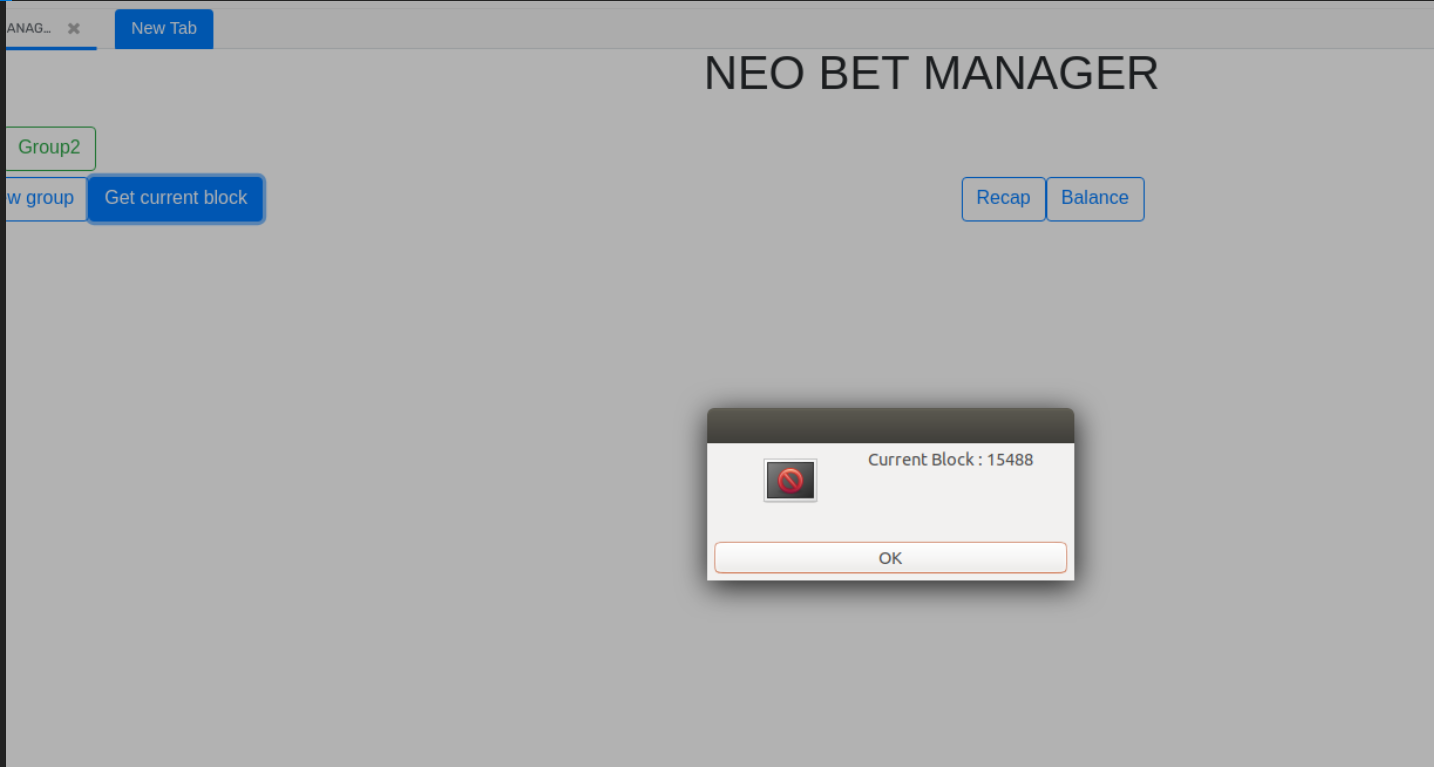 ANAG... New Tab
NEO BET MANAGER
Group2
w group Get current block Recap Balance
Current Block : 15488
OK